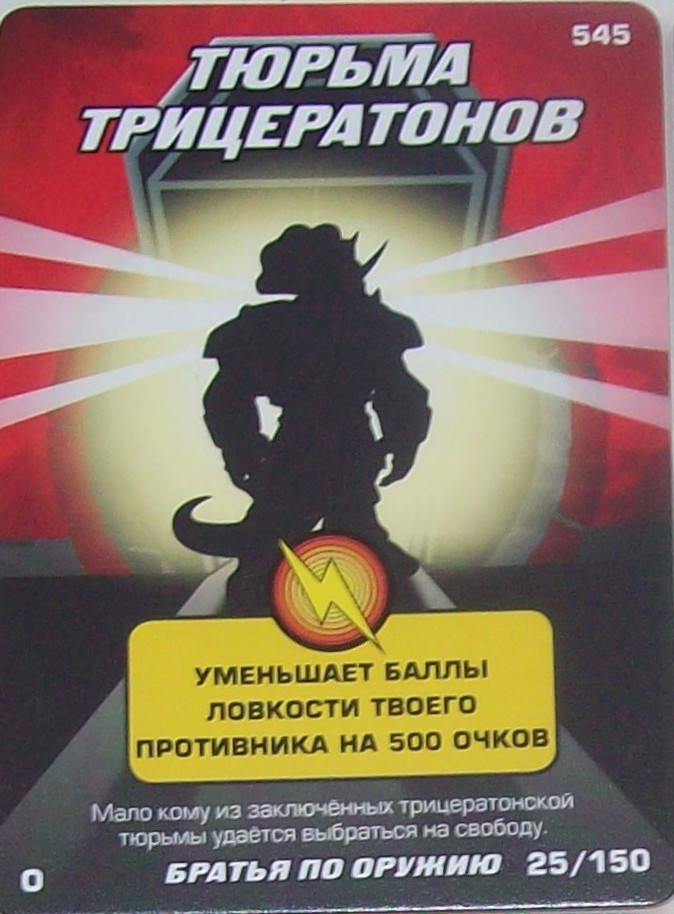 545
ТЮРЬМА
ТРИЦЕРАТОНОВ
УМЕНЬШАЕТ БАЛЛЫ
ЛОВКОСТИ ТВОЕГО
ПРОТИВНИКА НА 500 ОЧКОВ
Мало кому из заключённых трицератонской
тюрьмы удаётся выбраться на свободу.
О БРАТЬЯ ПО ОРУЖИЮ 25/150